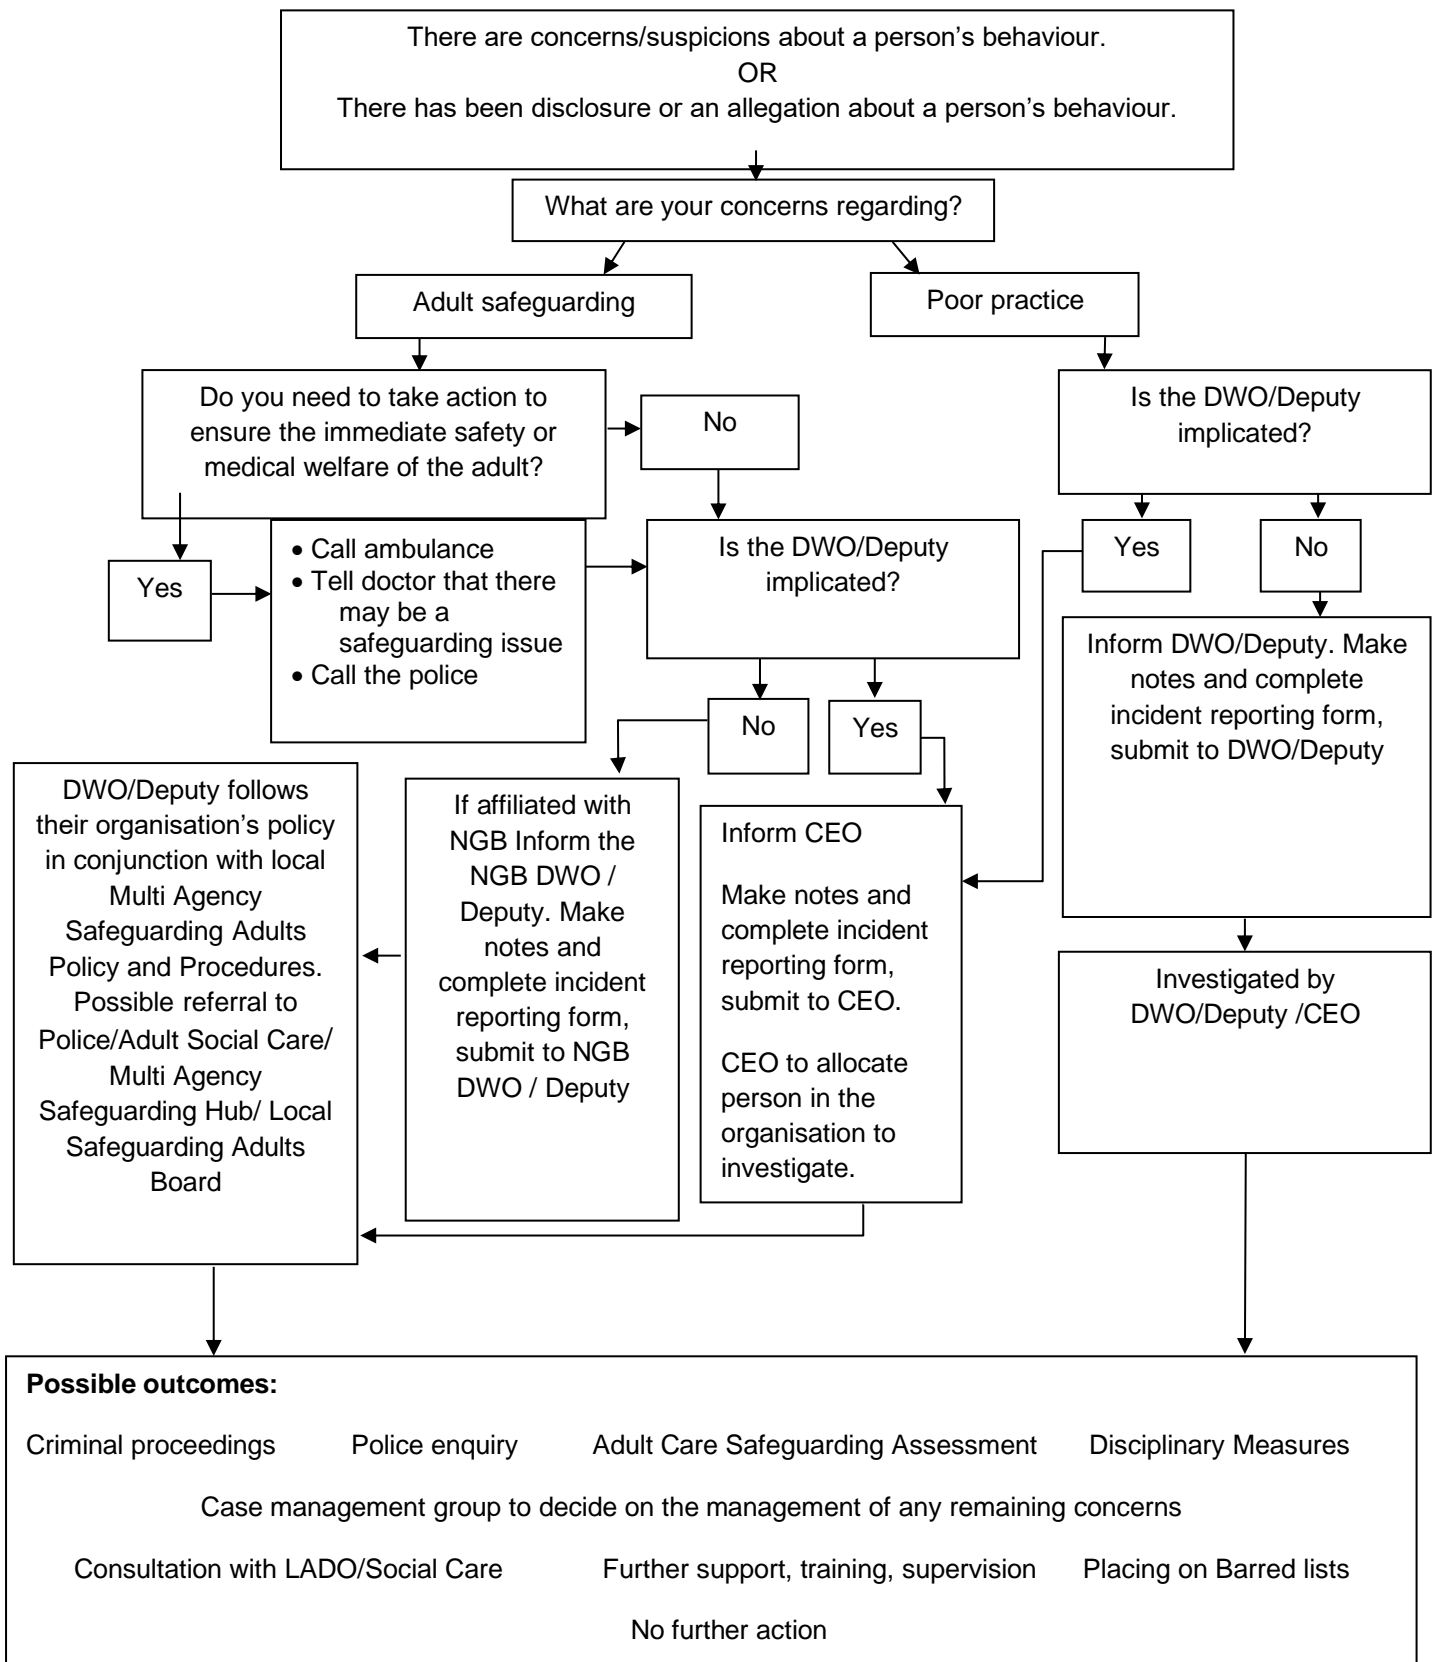 There are concerns/suspicions about a person’s behaviour.
OR
There has been disclosure or an allegation about a person’s behaviour.
What are your concerns regarding?
Adult safeguarding
Poor practice
Do you need to take action to
ensure the immediate safety or
medical welfare of the adult?
No
Is the DWO/Deputy
implicated?
Yes
• Call ambulance
• Tell doctor that there
may be a
safeguarding issue
• Call the police
Is the DWO/Deputy
implicated?
Yes
No
No
Yes
Inform DWO/Deputy. Make
notes and complete
incident reporting form,
submit to DWO/Deputy
DWO/Deputy follows
their organisation’s policy
in conjunction with local
Multi Agency
Safeguarding Adults
Policy and Procedures.
Possible referral to
Police/Adult Social Care/
Multi Agency
Safeguarding Hub/ Local
Safeguarding Adults
Board
If affiliated with
NGB Inform the
NGB DWO /
Deputy. Make
notes and
complete incident
reporting form,
submit to NGB
DWO / Deputy
Inform CEO
Make notes and
complete incident
reporting form,
submit to CEO.
CEO to allocate
person in the
organisation to
investigate.
Investigated by
DWO/Deputy /CEO
Possible outcomes:
Criminal proceedings Police enquiry Adult Care Safeguarding Assessment Disciplinary Measures
Case management group to decide on the management of any remaining concerns
Consultation with LADO/Social Care Further support, training, supervision Placing on Barred lists
No further action